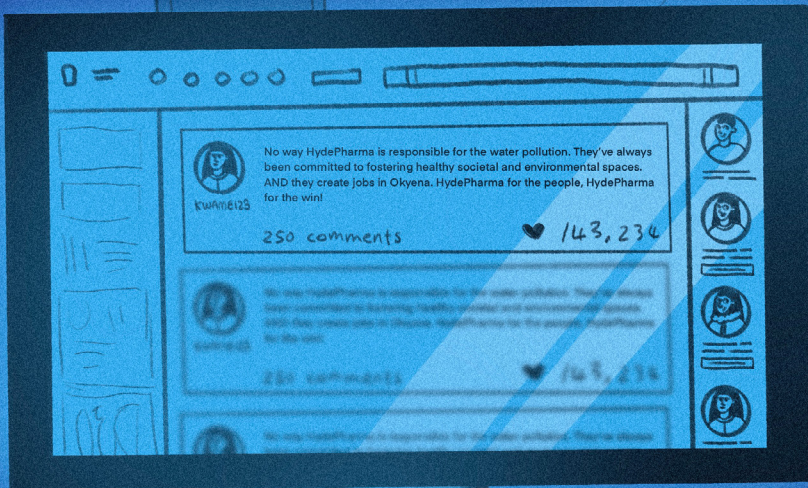 No way HydePharma is responsible for the water pollution. They've always
been committed to fostering healthy societal and environmental spaces.
AND they create jobs in Okyena. HydePharma for the people, HydePharma
for the win!
KWAME123
250 comments
143,234